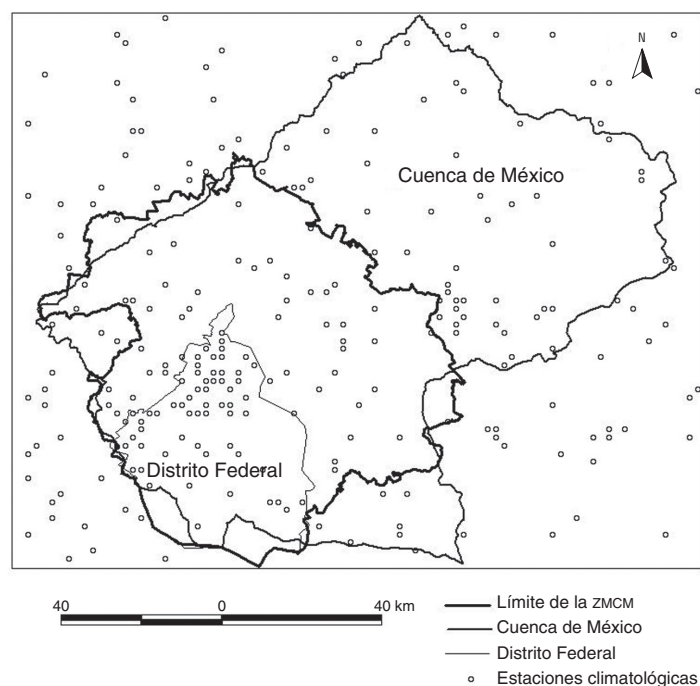 N
Cuenca de México
Distrito Federal
40 0 40 km
Límite de la ZMCM
Cuenca de México
Distrito Federal
Estaciones climatológicas